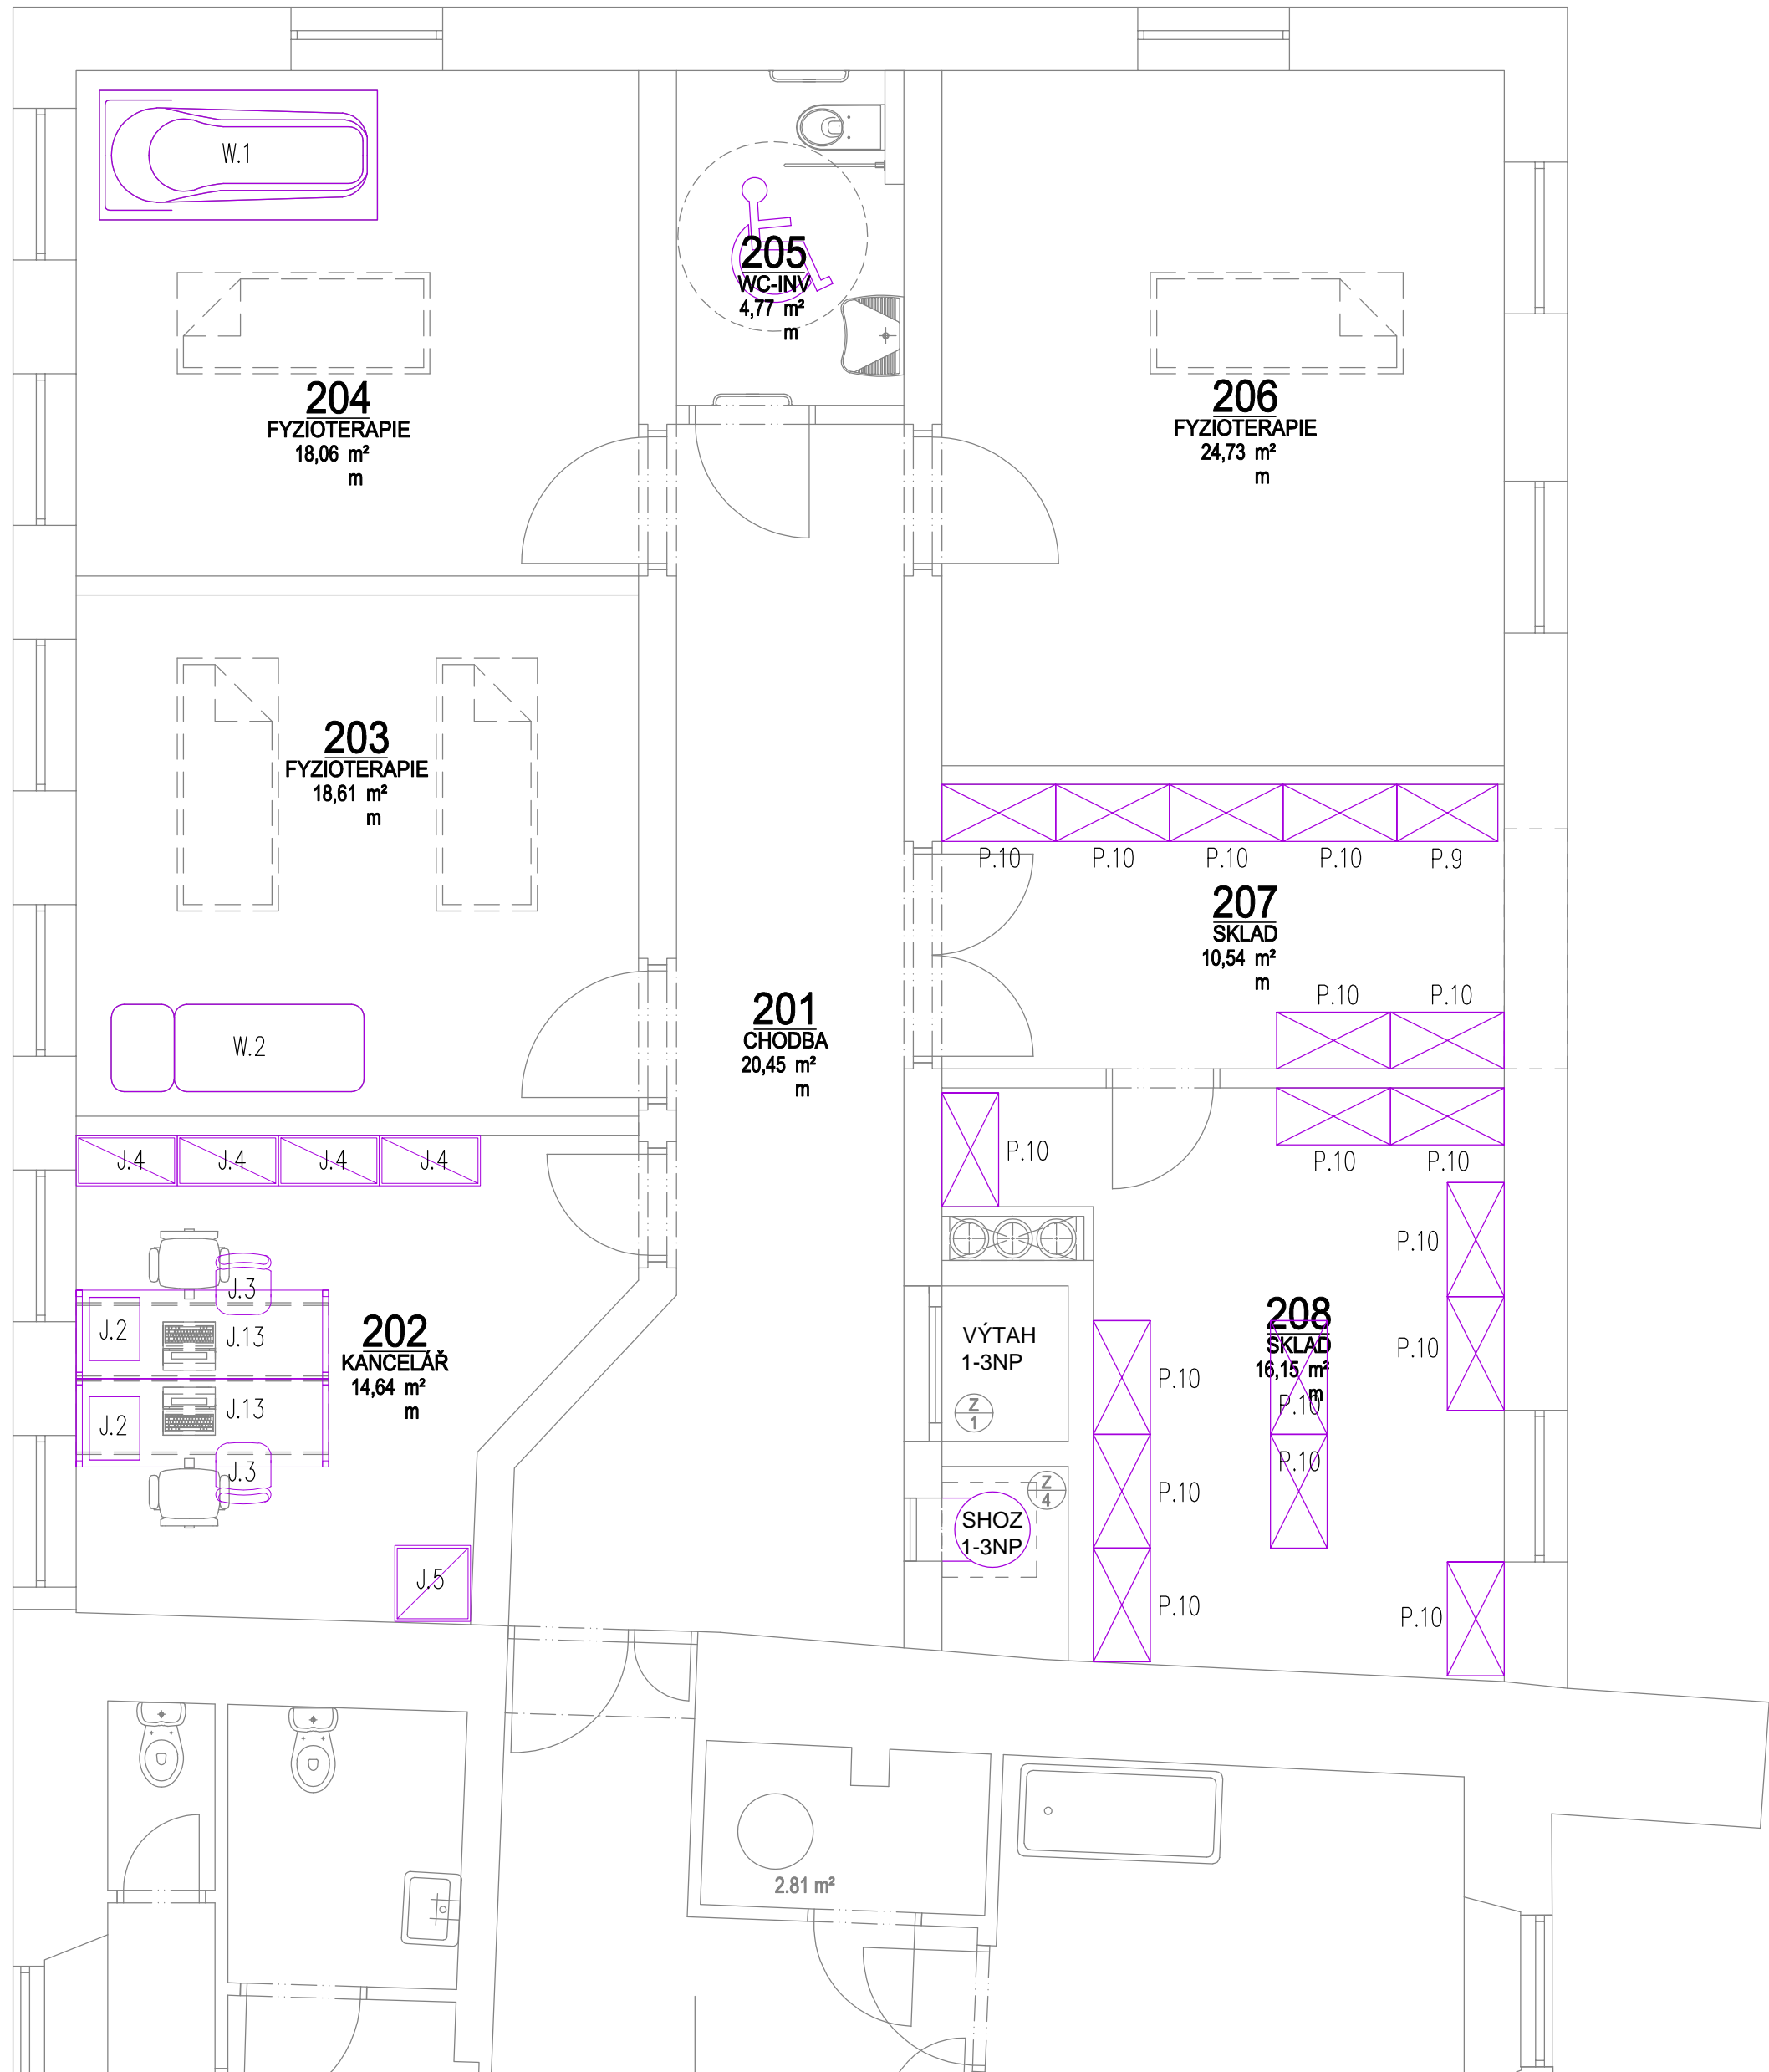 W.1
205
WC-INV
4,77 m²
m
204
FYZIOTERAPIE
18,06 m²
m
206
FYZIOTERAPIE
24,73 m²
m
203
FYZIOTERAPIE
18,61 m²
m
P.10 P.10 P.10 P.10 P.9
207
SKLAD
10,54 m²
m
P.10 P.10
W.2
201
CHODBA
20,45 m²
m
J.4 J.4 J.4 J.4
P.10
P.10 P.10
P.10
P.10
J.3
J.2
J.13
J.2
J.13
J.3
202
KANCELÁŘ
14,64 m²
m
VÝTAH
1-3NP
Z
1
208
SKLAD
16,15 m²
m
P.10
P.10
P.10
P.10
P.10
Z
4
SHOZ
1-3NP
J.5
P.10
2.81 m²